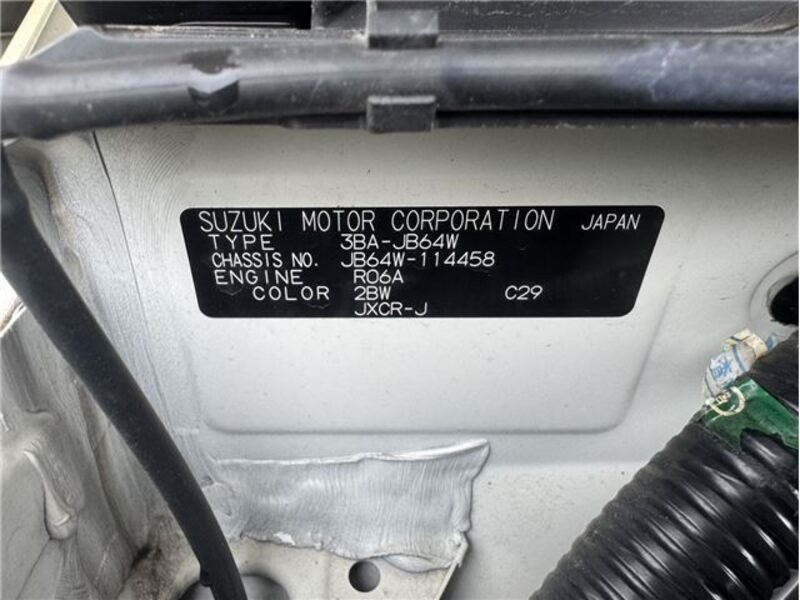 SUZUKI MOTOR CORPORATION JAPAN
TYPE 3BA-JB64W
CHASSIS NO. JB64W-114458
ENGINE R06A
COLOR 2BW C29
JXCR-J